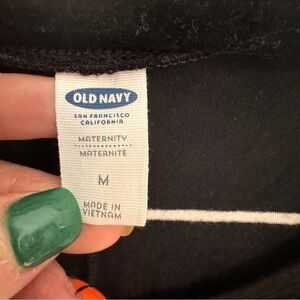 OLD NAVY
SAN FRANCISCO
CALIFORNIA
MATERNITY
MATERNITÉ
M
MADE IN
VIETNAM